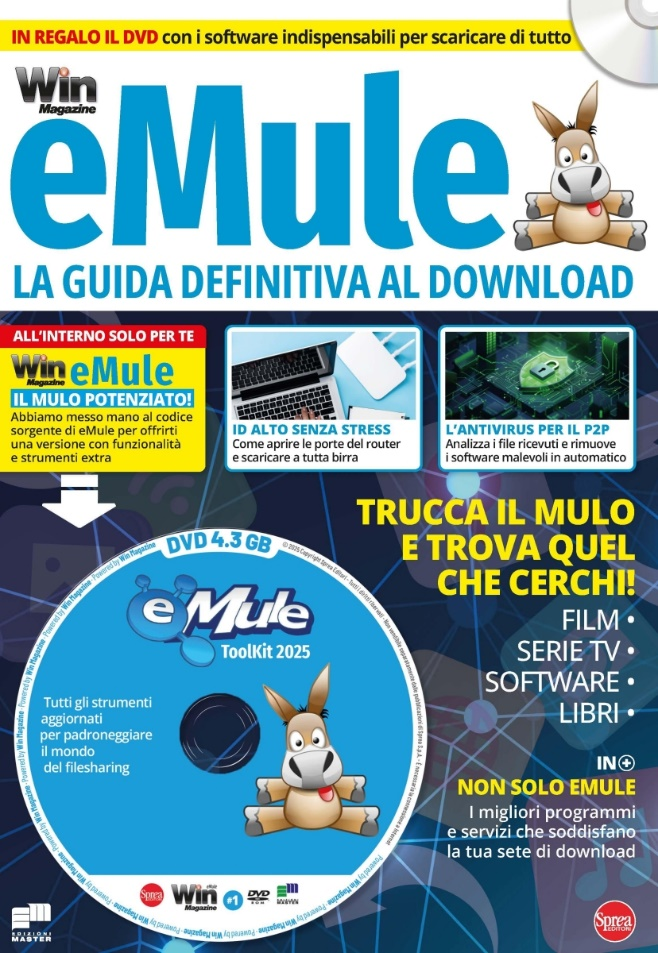 IN REGALO IL DVD con i software indispensabili per scaricare di tutto
Win
Magazine
eMule
LA GUIDA DEFINITIVA AL DOWNLOAD
ALL'INTERNO SOLO PER TE
Win
Magazine
eMule
IL MULO POTENZIATO!
Abbiamo messo mano al codice
sorgente di eMule per offrirti
una versione con funzionalità
e strumenti extra
ID ALTO SENZA STRESS
Come aprire le porte del router
e scaricare a tutta birra
L'ANTIVIRUS PER IL P2P
Analizza i file ricevuti e rimuove
i software malevoli in automatico
TRUCCA IL MULO
E TROVA QUEL
CHE CERCHI!
FILM •
SERIE TV •
SOFTWARE •
LIBRI •
IN+
NON SOLO EMULE
I migliori programmi
e servizi che soddisfano
la tua sete di download
DVD 4.3 GB
eMule
ToolKit 2025
Tutti gli strumenti
aggiornati
per padroneggiare
il mondo
del filesharing
Powered by Win Magazine
Sprea
EDITORI
Win
Magazine
#1
DVD
ROM
EDIZIONI
MASTER
Sprea
EDITORI